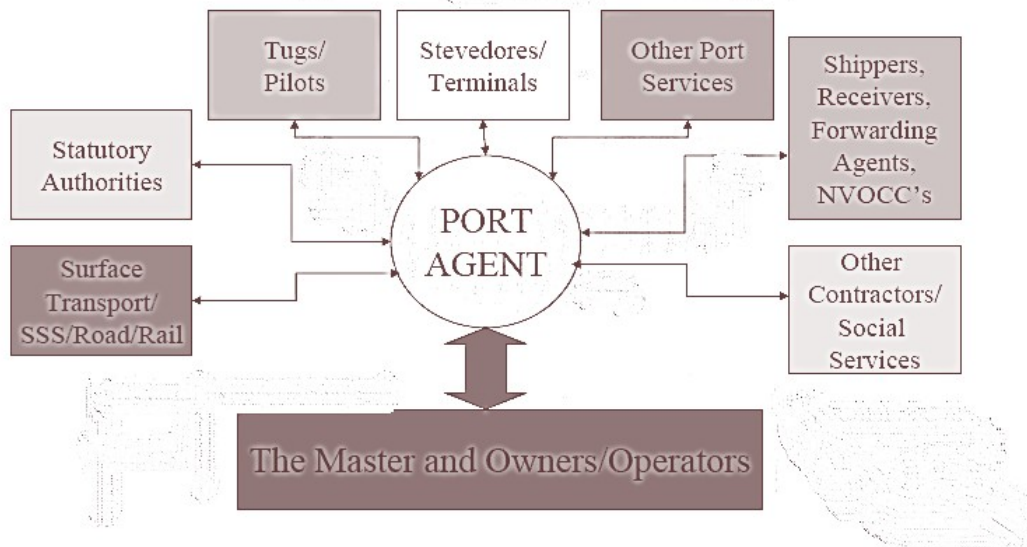 Tugs/
Pilots
Stevedores/
Terminals
Other Port
Services
Shippers,
Receivers,
Forwarding
Agents,
NVOCC's
Statutory
Authorities
PORT
AGENT
Surface
Transport/
SSS/Road/Rail
Other
Contractors/
Social
Services
The Master and Owners/Operators